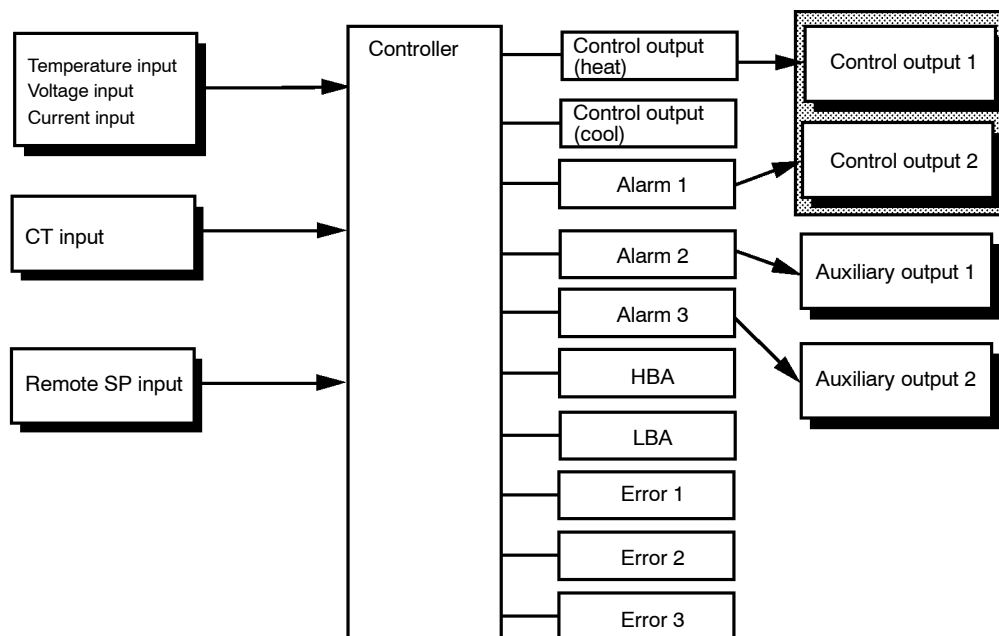 Temperature input
Voltage input
Current input
CT input
Remote SP input
Controller
Control output
(heat)
Control output
(cool)
Alarm 1
Alarm 2
Alarm 3
HBA
LBA
Error 1
Error 2
Error 3
Control output 1
Control output 2
Auxiliary output 1
Auxiliary output 2